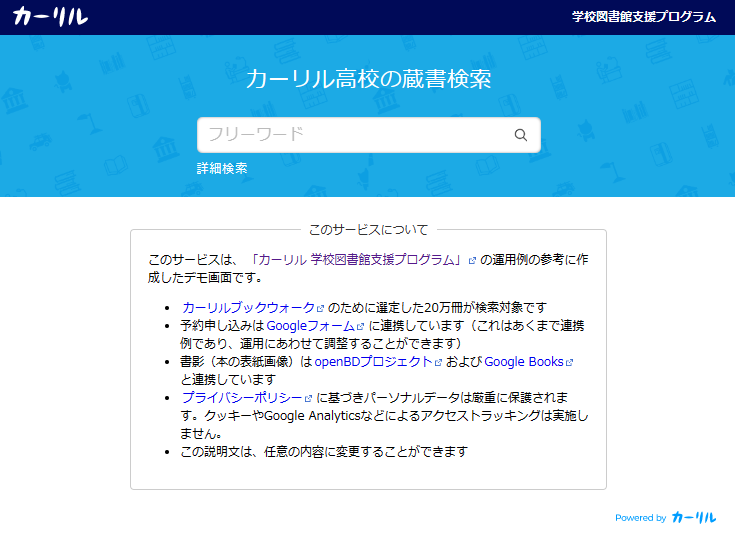 カーリル
学校図書館支援プログラム
カーリル高校の蔵書検索
フリーワード
詳細検索
このサービスについて
このサービスは、「カーリル 学校図書館支援プログラム」 の運用例の参考に作
成したデモ画面です。
• カーリルブックウォーク のために選定した20万冊が検索対象です
• 予約申し込みは Googleフォーム に連携しています（これはあくまで連携
例であり、運用にあわせて調整することができます）
• 書影（本の表紙画像）は openBDプロジェクト および Google Books
と連携しています
• プライバシーポリシー に基づきパーソナルデータは厳重に保護されま
す。クッキーやGoogle Analyticsなどによるアクセストラッキングは実施し
ません。
• この説明文は、任意の内容に変更することができます
Powered by カーリル